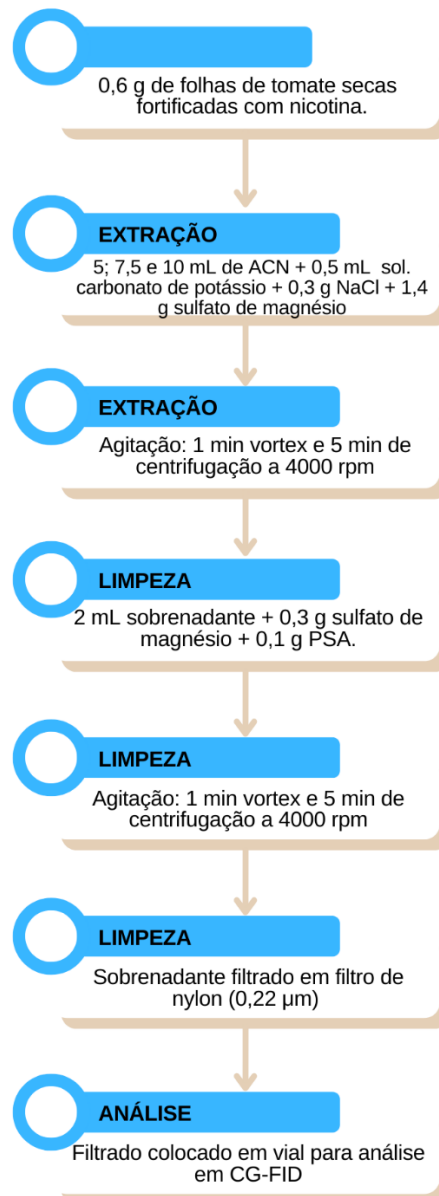 0,6 g de folhas de tomate secas
fortificadas com nicotina.
EXTRAÇÃO
5; 7,5 e 10 mL de ACN + 0,5 mL sol.
carbonato de potássio + 0,3 g NaCl + 1,4
g sulfato de magnésio
EXTRAÇÃO
Agitação: 1 min vortex e 5 min de
centrifugação a 4000 rpm
LIMPEZA
2 mL sobrenadante + 0,3 g sulfato de
magnésio + 0,1 g PSA.
LIMPEZA
Agitação: 1 min vortex e 5 min de
centrifugação a 4000 rpm
LIMPEZA
Sobrenadante filtrado em filtro de
nylon (0,22 μm)
ANÁLISE
Filtrado colocado em vial para análise
em CG-FID